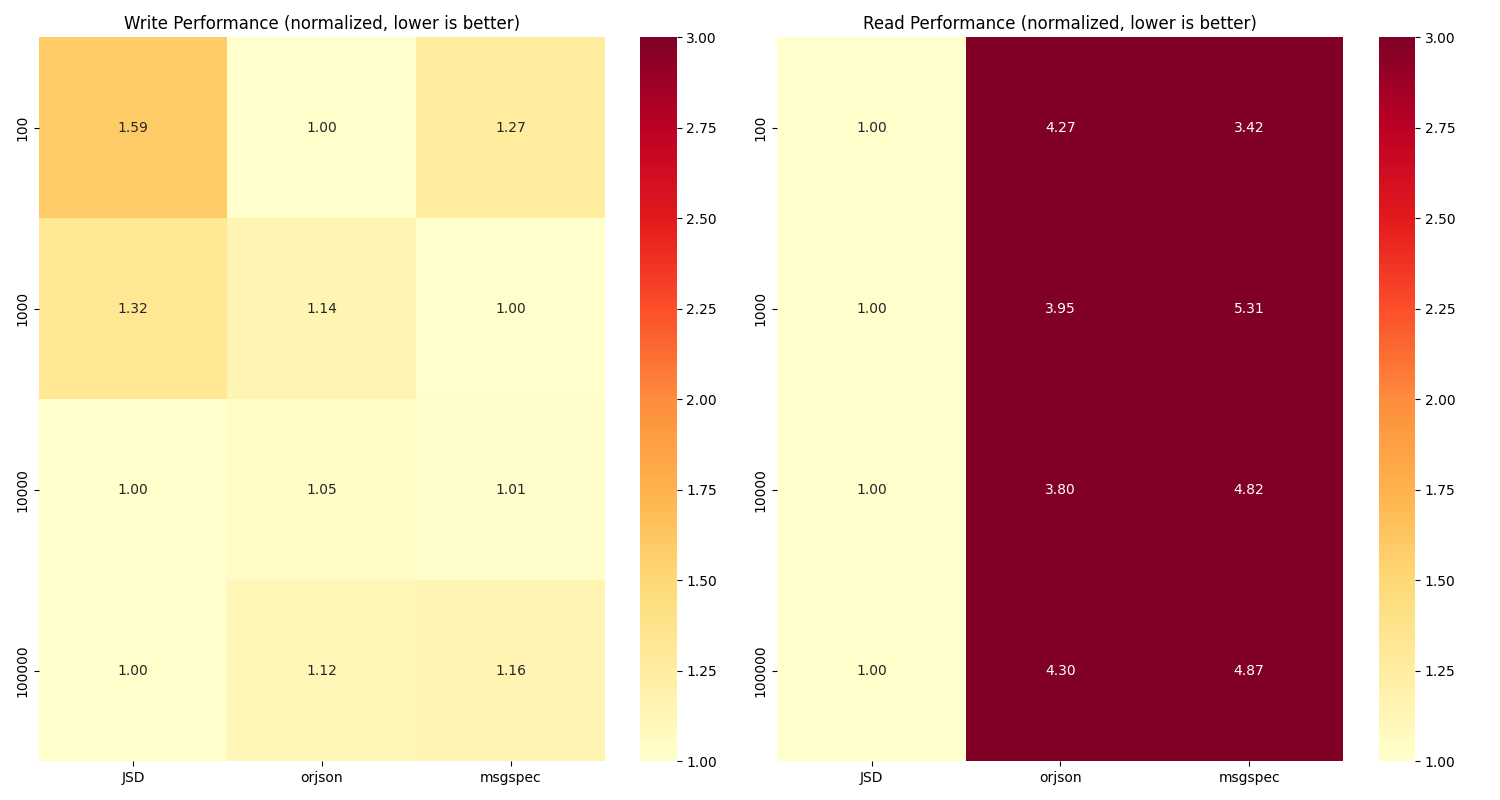 Write Performance (normalized, lower is better)
100
1.59 1.00 1.27
1000
1.32 1.14 1.00
10000
1.00 1.05 1.01
100000
1.00 1.12 1.16
JSD orjson msgspec
3.00
2.75
2.50
2.25
2.00
1.75
1.50
1.25
1.00
Read Performance (normalized, lower is better)
100
1.00 4.27 3.42
1000
1.00 3.95 5.31
10000
1.00 3.80 4.82
100000
1.00 4.30 4.87
JSD orjson msgspec
3.00
2.75
2.50
2.25
2.00
1.75
1.50
1.25
1.00